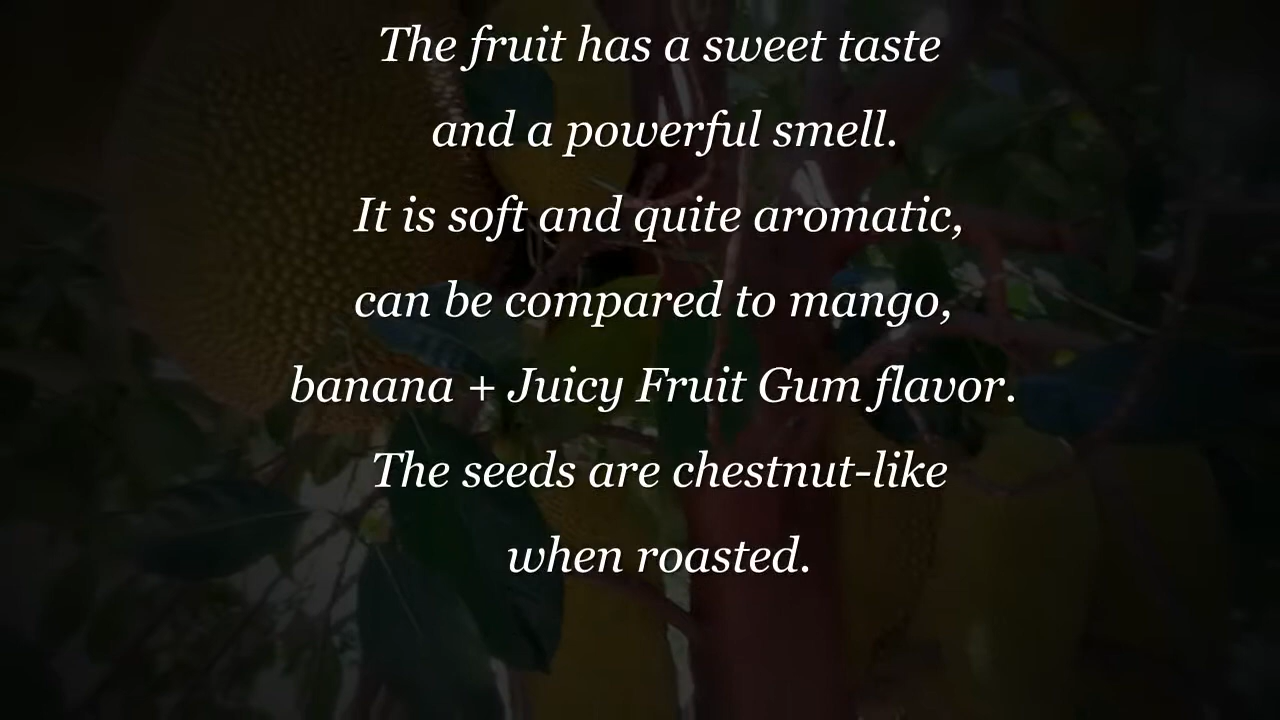 The fruit has a sweet taste
and a powerful smell.
It is soft and quite aromatic,
can be compared to mango,
banana + Juicy Fruit Gum flavor.
The seeds are chestnut-like
when roasted.